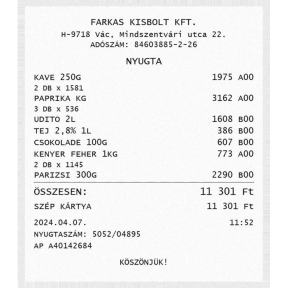 FARKAS KISBOLT KFT.
H-9718 Vác, Mindszentvári utca 22.
ADÓSZÁM: 84603885-2-26
NYUGTA
KAVE 250G 1975 A00
2 DB x 1581
PAPRIKA KG 3162 A00
3 DB x 536
UDITO 2L 1608 B00
TEJ 2,8% 1L 386 B00
CSOKOLADE 100G 607 B00
KENYER FEHER 1KG 773 A00
2 DB x 1145
PARIZSI 300G 2290 B00
ÖSSZESEN: 11 301 Ft
SZÉP KÁRTYA 11 301 Ft
2024.04.07. 11:52
NYUGTASZÁM: 5052/04895
AP A40142684
KÖSZÖNJÜK!